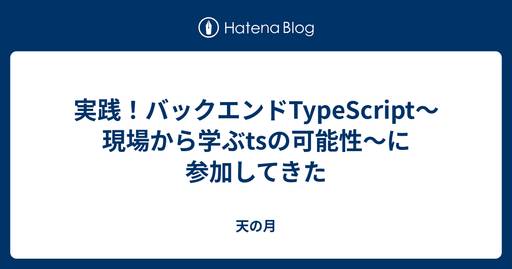 Hatena Blog
実践！バックエンドTypeScript〜
現場から学ぶtsの可能性〜に
参加してきた
天の月